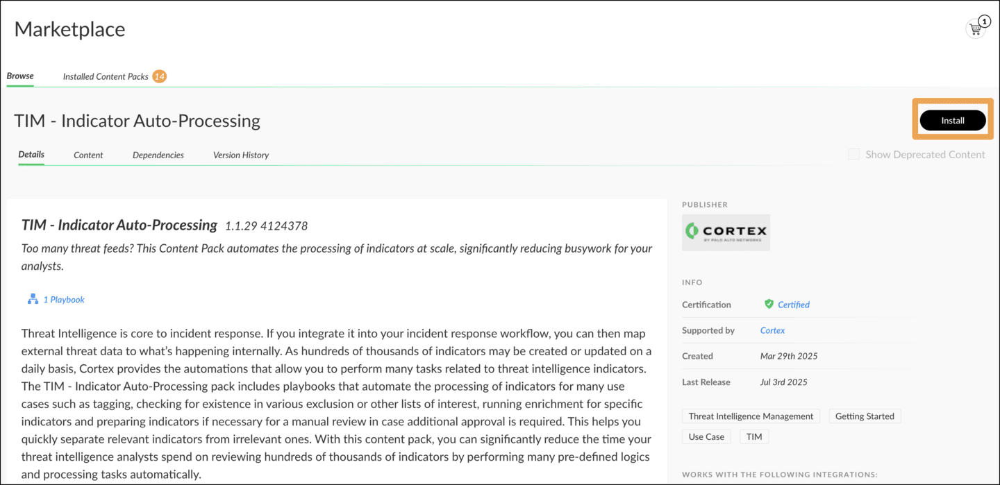 Marketplace
1
Browse
Installed Content Packs 14
TIM - Indicator Auto-Processing
Install
Details
Content
Dependencies
Version History
Show Deprecated Content
TIM - Indicator Auto-Processing 1.1.29 4124378
Too many threat feeds? This Content Pack automates the processing of indicators at scale, significantly reducing busywork for your
analysts.
1 Playbook
Threat Intelligence is core to incident response. If you integrate it into your incident response workflow, you can then map
external threat data to what’s happening internally. As hundreds of thousands of indicators may be created or updated on a
daily basis, Cortex provides the automations that allow you to perform many tasks related to threat intelligence indicators.
The TIM - Indicator Auto-Processing pack includes playbooks that automate the processing of indicators for many use
cases such as tagging, checking for existence in various exclusion or other lists of interest, running enrichment for specific
indicators and preparing indicators if necessary for a manual review in case additional approval is required. This helps you
quickly separate relevant indicators from irrelevant ones. With this content pack, you can significantly reduce the time your
threat intelligence analysts spend on reviewing hundreds of thousands of indicators by performing many pre-defined logics
and processing tasks automatically.
PUBLISHER
CORTEX
BY PALO ALTO NETWORKS
INFO
Certification Certified
Supported by Cortex
Created Mar 29th 2025
Last Release Jul 3rd 2025
Threat Intelligence Management
Getting Started
Use Case
TIM
WORKS WITH THE FOLLOWING INTEGRATIONS: